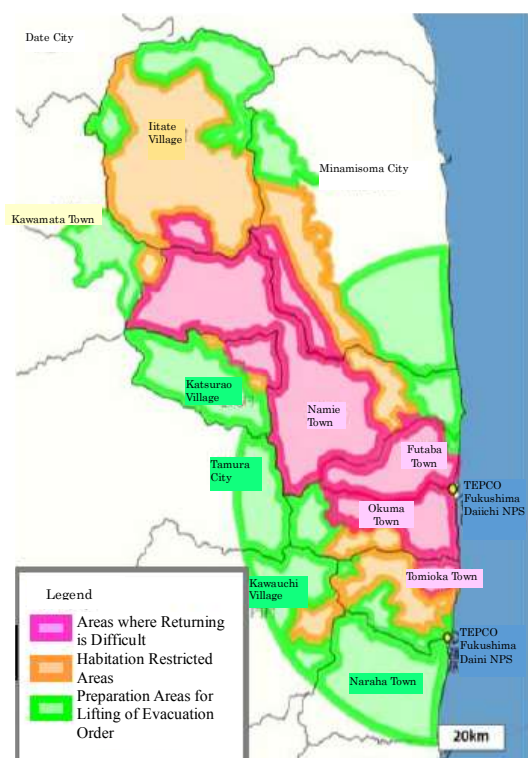 Date City
Iitate
Village
Minamisoma City
Kawamata Town
Katsurao
Village
Namie
Town
Futaba
Town
Tamura
City
TEPCO
Fukushima
Daiichi NPS
Okuma
Town
Tomioka Town
Kawauchi
Village
TEPCO
Fukushima
Daini NPS
Naraha Town
Legend
Areas where Returning
is Difficult
Habitation Restricted
Areas
Preparation Areas for
Lifting of Evacuation
Order
20km